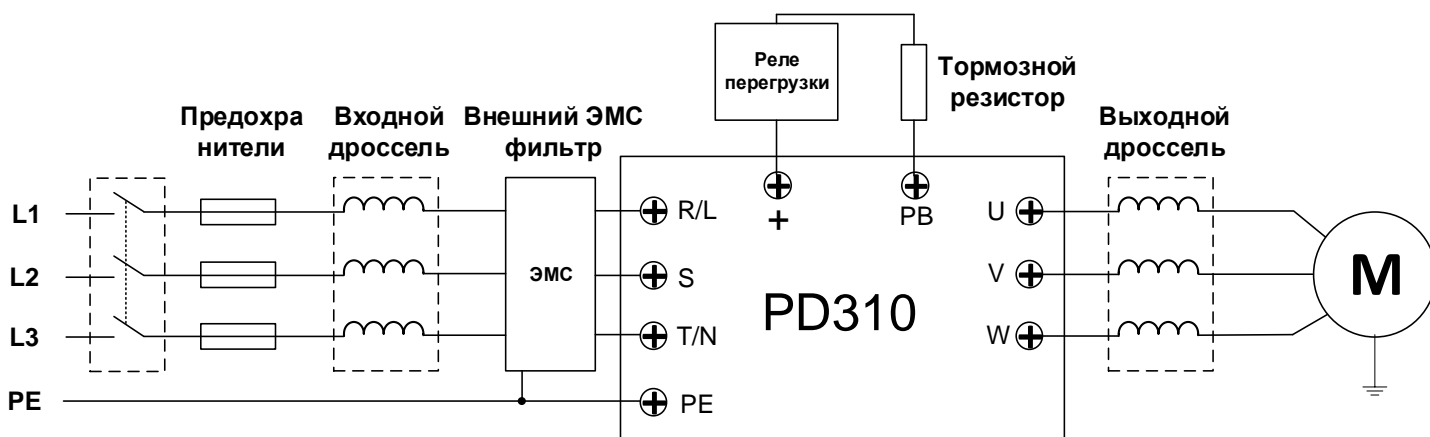 Реле
перегрузки
Тормозной
резистор
Предохра
нители
Входной
дроссель
Внешний ЭМС
фильтр
Выходной
дроссель
L1
L2
L3
PE
ЭМС
R/L
S
T/N
PE
+
PB
PD310
U
V
W
M